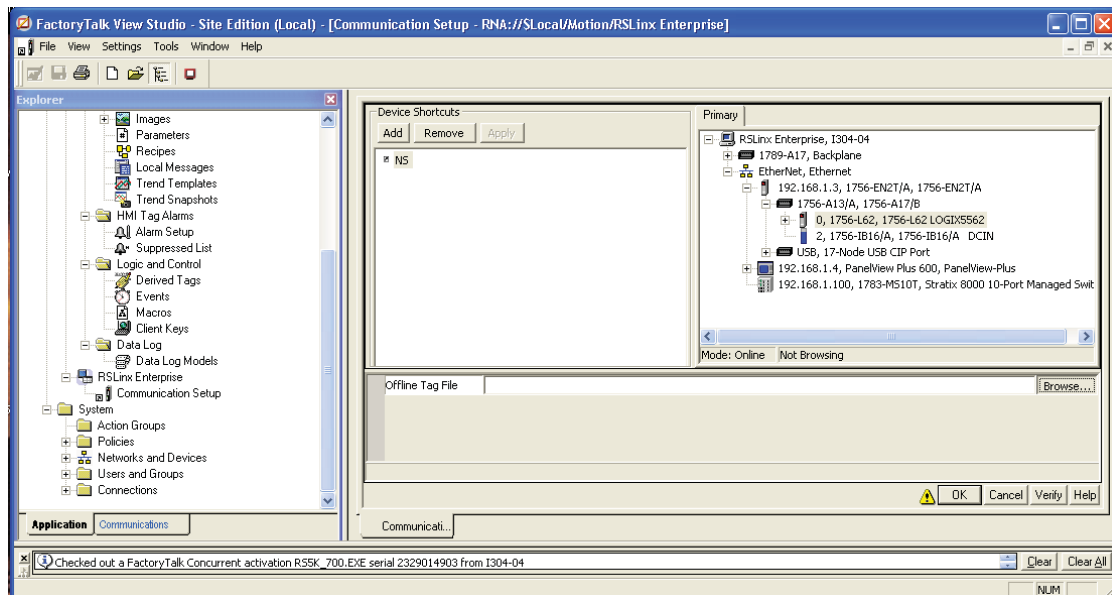 FactoryTalk View Studio - Site Edition (Local) - [Communication Setup - RNA://SLocal/Motion/RSLinx Enterprise]
File View Settings Tools Window Help
Explorer
Images
Parameters
Recipes
Local Messages
Trend Templates
Trend Snapshots
HMI Tag Alarms
Alarm Setup
Suppressed List
Logic and Control
Derived Tags
Events
Macros
Client Keys
Data Log
Data Log Models
RSLinx Enterprise
Communication Setup
System
Action Groups
Policies
Networks and Devices
Users and Groups
Connections
Application Communications
Device Shortcuts
Add Remove Apply
NS
Primary
RSLinx Enterprise, I304-04
1789-A17, Backplane
EtherNet, Ethernet
192.168.1.3, 1756-EN2T/A, 1756-EN2T/A
1756-A13/A, 1756-A17/B
0, 1756-L62, 1756-L62 LOGIX5562
2, 1756-IB16/A, 1756-IB16/A DCIN
USB, 17-Node USB CIP Port
192.168.1.4, PanelView Plus 600, PanelView-Plus
192.168.1.100, 1783-MS10T, Stratix 8000 10-Port Managed Swit
Mode: Online Not Browsing
Offline Tag File Browse...
OK Cancel Verify Help
Communicati...
Checked out a FactoryTalk Concurrent activation RS5K_700.EXE serial 2329014903 from I304-04
Clear Clear All
NUM